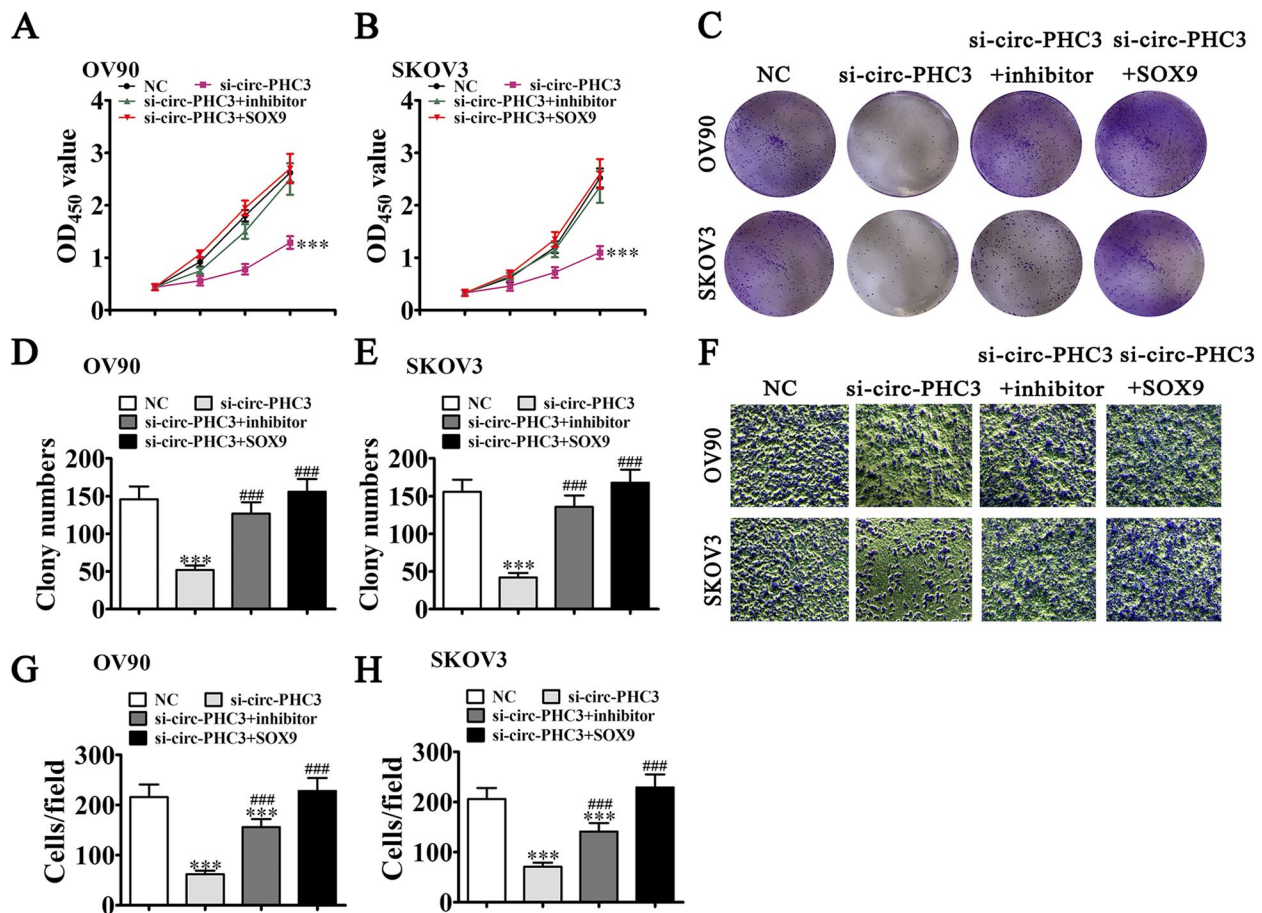 A
OV90
NC si-circ-PHC3
si-circ-PHC3+inhibitor
si-circ-PHC3+SOX9
OD450 value
4
3
2
1
0
***
B
SKOV3
NC si-circ-PHC3
si-circ-PHC3+inhibitor
si-circ-PHC3+SOX9
OD450 value
4
3
2
1
0
***
C
NC si-circ-PHC3 si-circ-PHC3 si-circ-PHC3
+inhibitor +SOX9
OV90
SKOV3
D
OV90
NC si-circ-PHC3
si-circ-PHC3+inhibitor
si-circ-PHC3+SOX9
Clony numbers
200
150
100
50
0
***
###
###
E
SKOV3
NC si-circ-PHC3
si-circ-PHC3+inhibitor
si-circ-PHC3+SOX9
Clony numbers
200
150
100
50
0
***
###
###
F
NC si-circ-PHC3 si-circ-PHC3 si-circ-PHC3
+inhibitor +SOX9
OV90
SKOV3
G
OV90
NC si-circ-PHC3
si-circ-PHC3+inhibitor
si-circ-PHC3+SOX9
Cells/field
300
200
100
0
***
###
***
###
H
SKOV3
NC si-circ-PHC3
si-circ-PHC3+inhibitor
si-circ-PHC3+SOX9
Cells/field
300
200
100
0
***
###
***
###